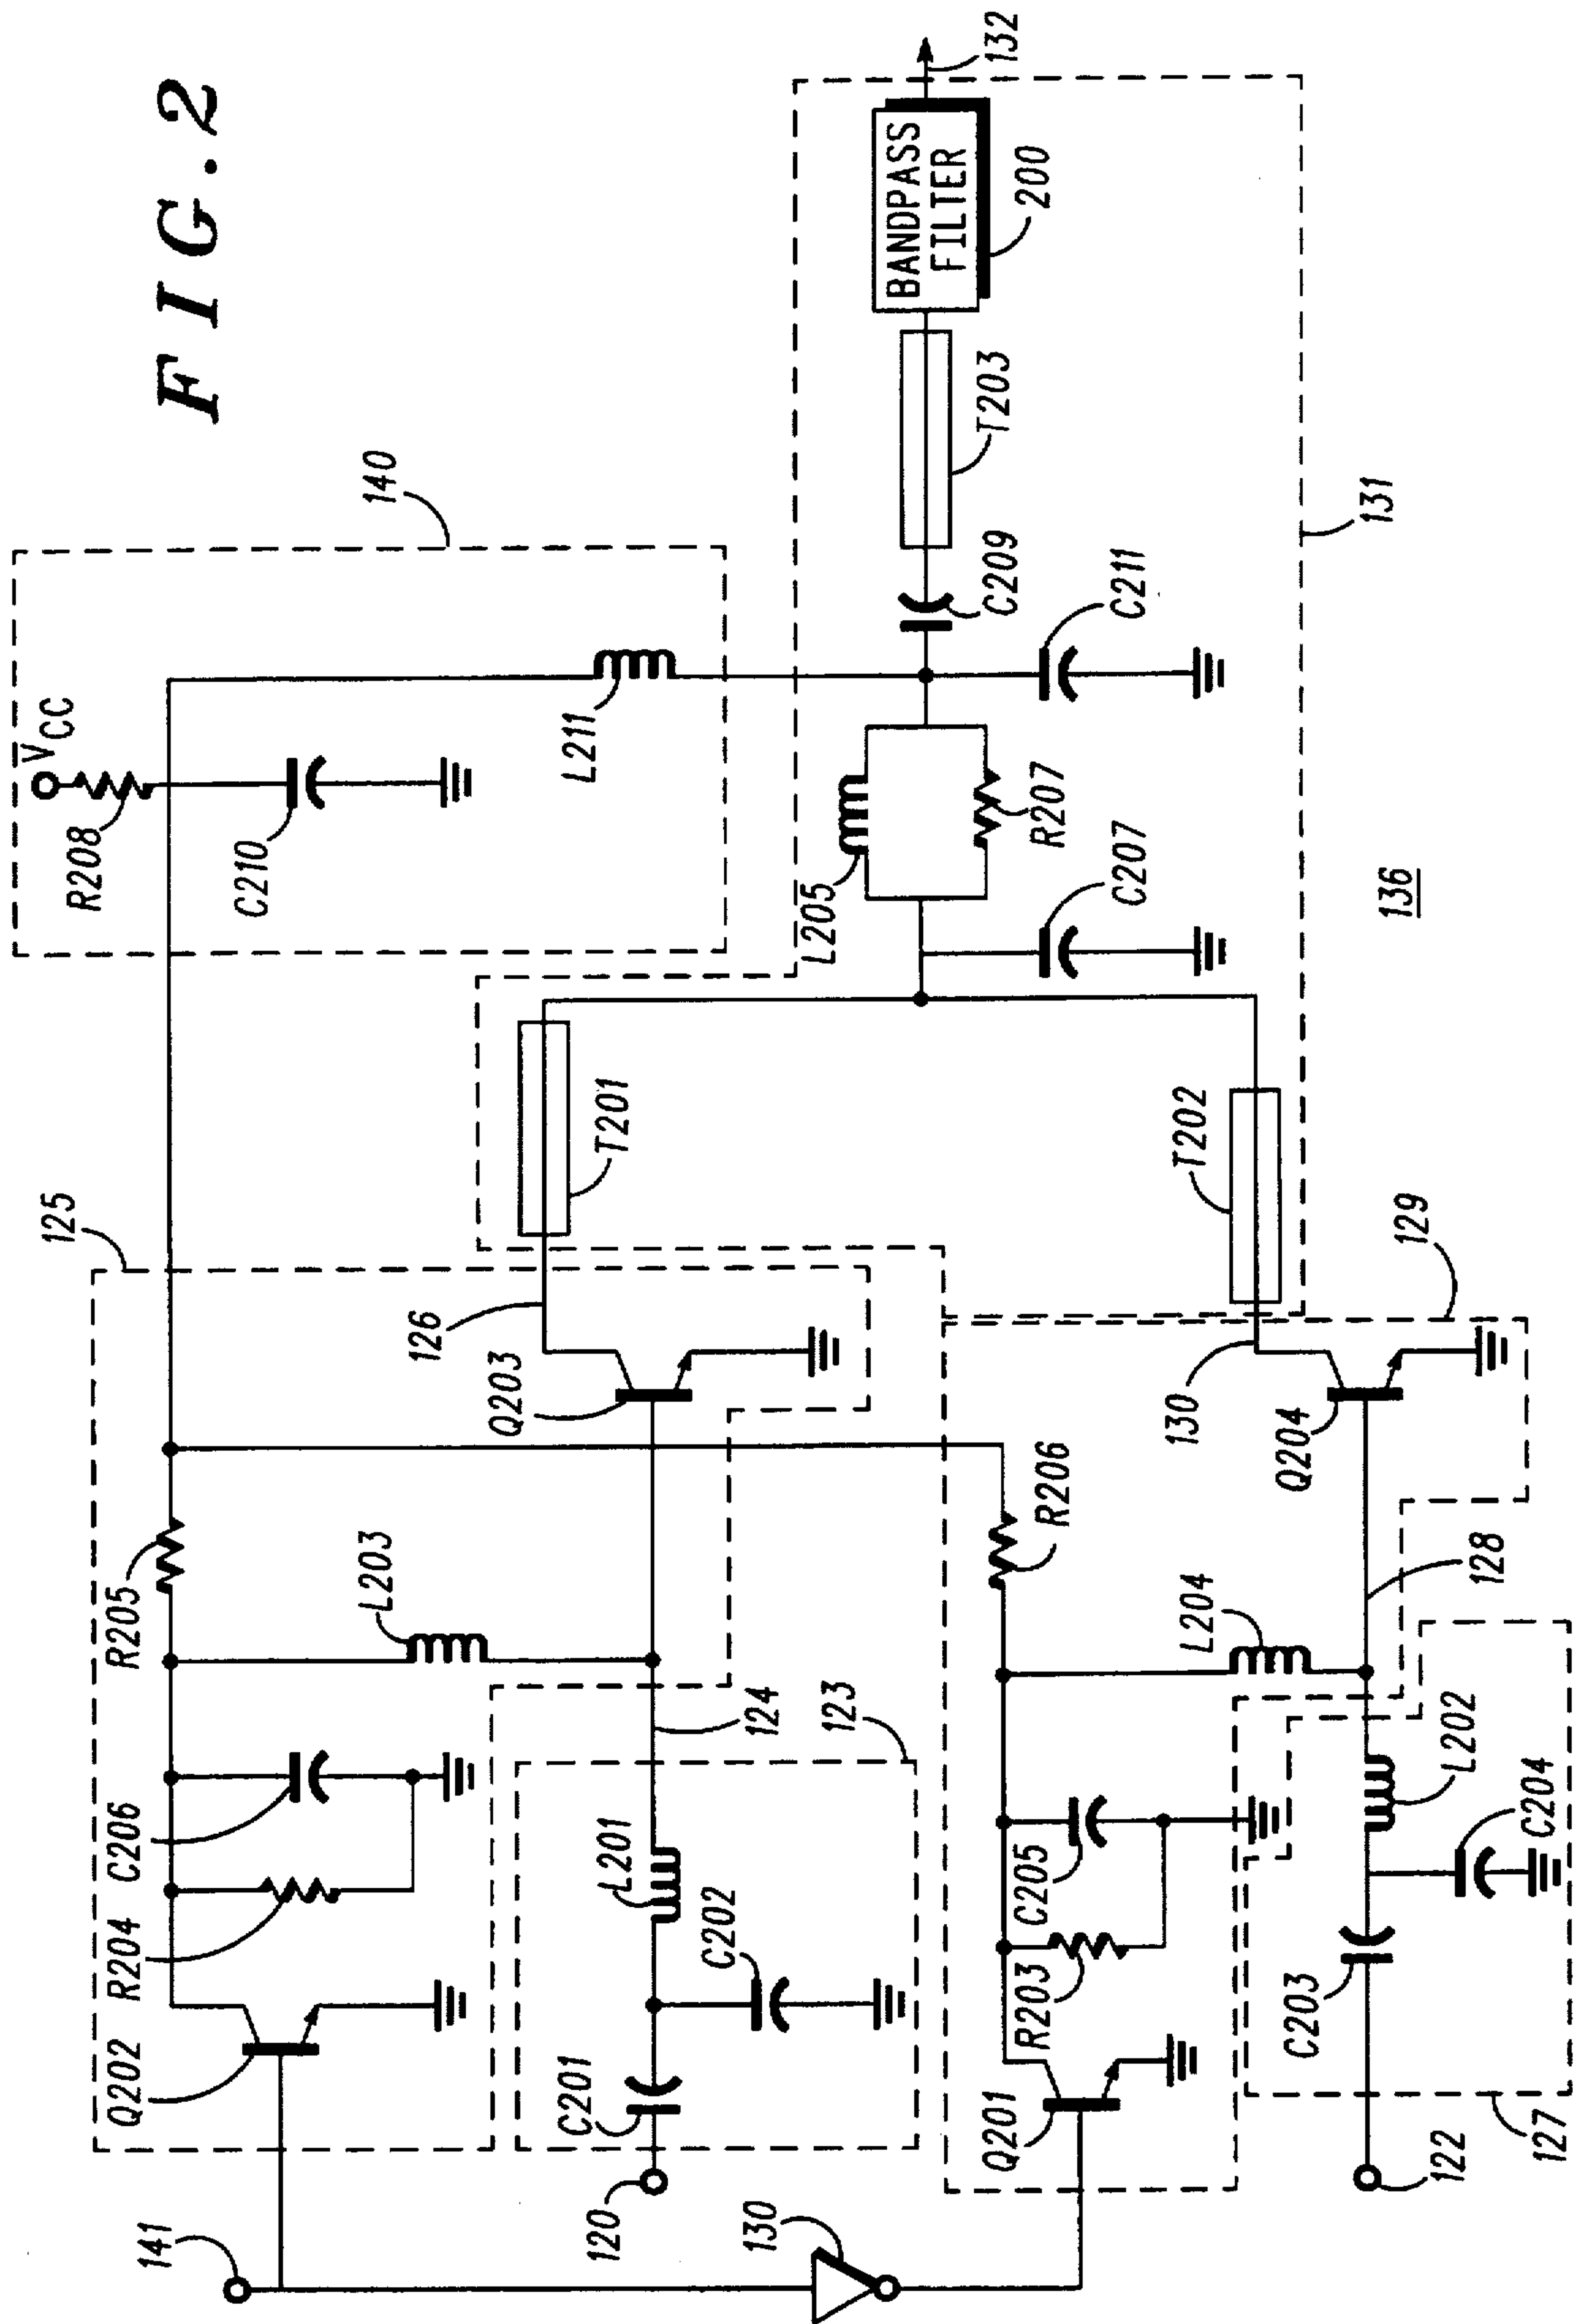 FIG. 2
140
VCC
R208
C210
L211
125
R205
L203
C206
R204
Q202
141
126
Q203
T201
131
132
BANDPASS
FILTER
200
T203
C209
C211
L205
R207
C207
136
124
123
L201
C202
C201
120
130
R206
L204
C205
R203
Q201
T202
129
130
Q204
128
L202
C204
C203
127
122